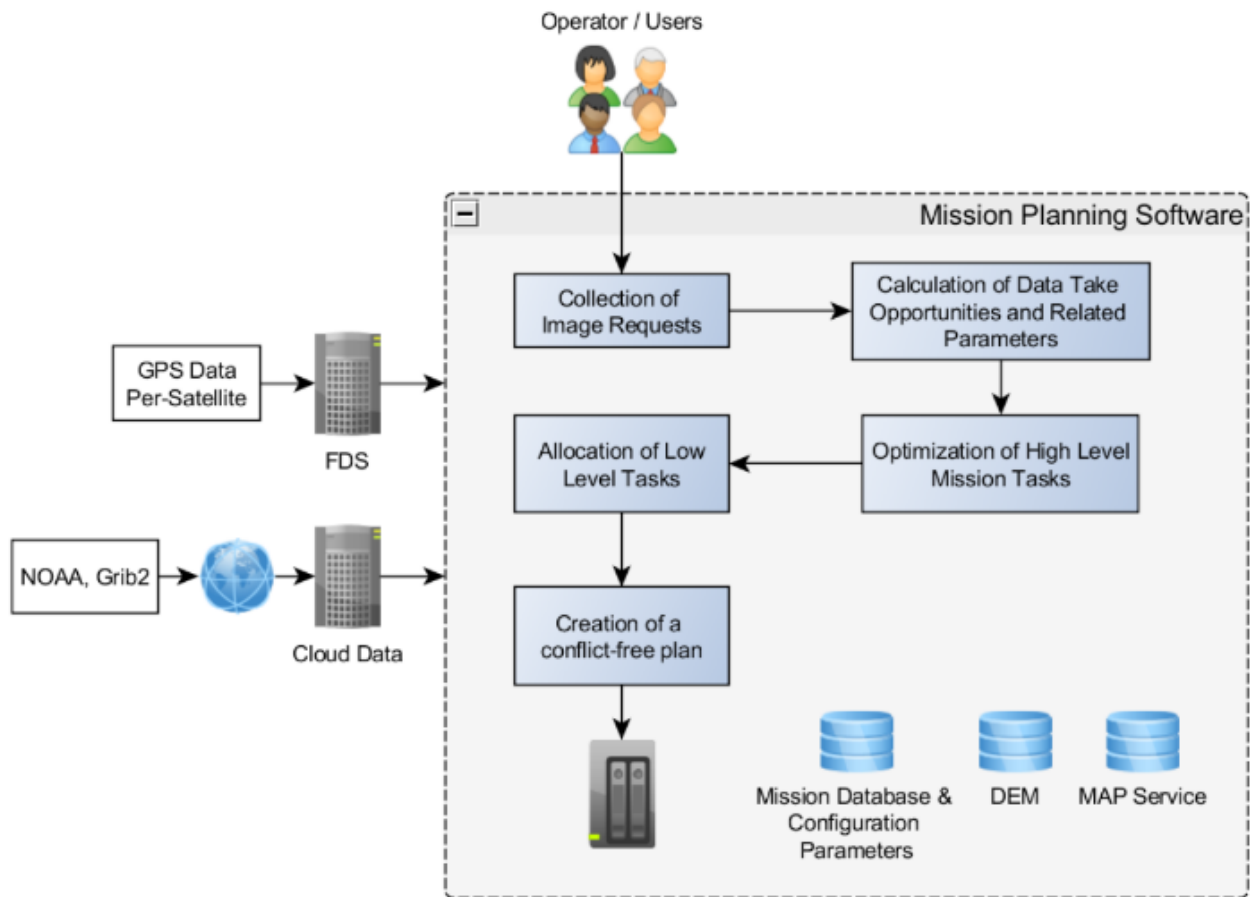 Operator / Users
Mission Planning Software
Collection of
Image Requests
Calculation of Data Take
Opportunities and Related
Parameters
GPS Data
Per-Satellite
FDS
Allocation of Low
Level Tasks
Optimization of High Level
Mission Tasks
NOAA, Grib2
Cloud Data
Creation of a
conflict-free plan
Mission Database &
Configuration
Parameters
DEM
MAP Service